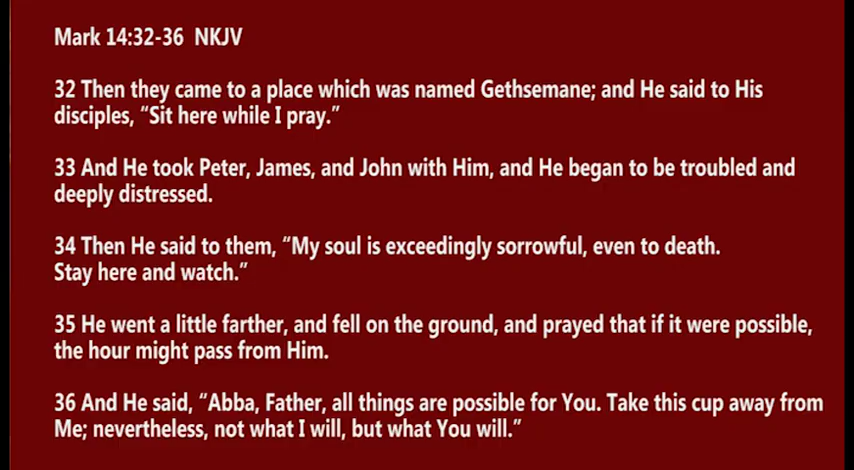 Mark 14:32-36  NKJV
32 Then they came to a place which was named Gethsemane; and He said to His
disciples, “Sit here while I pray.”
33 And He took Peter, James, and John with Him, and He began to be troubled and
deeply distressed.
34 Then He said to them, “My soul is exceedingly sorrowful, even to death.
Stay here and watch.”
35 He went a little farther, and fell on the ground, and prayed that if it were possible,
the hour might pass from Him.
36 And He said, “Abba, Father, all things are possible for You. Take this cup away from
Me; nevertheless, not what I will, but what You will.”